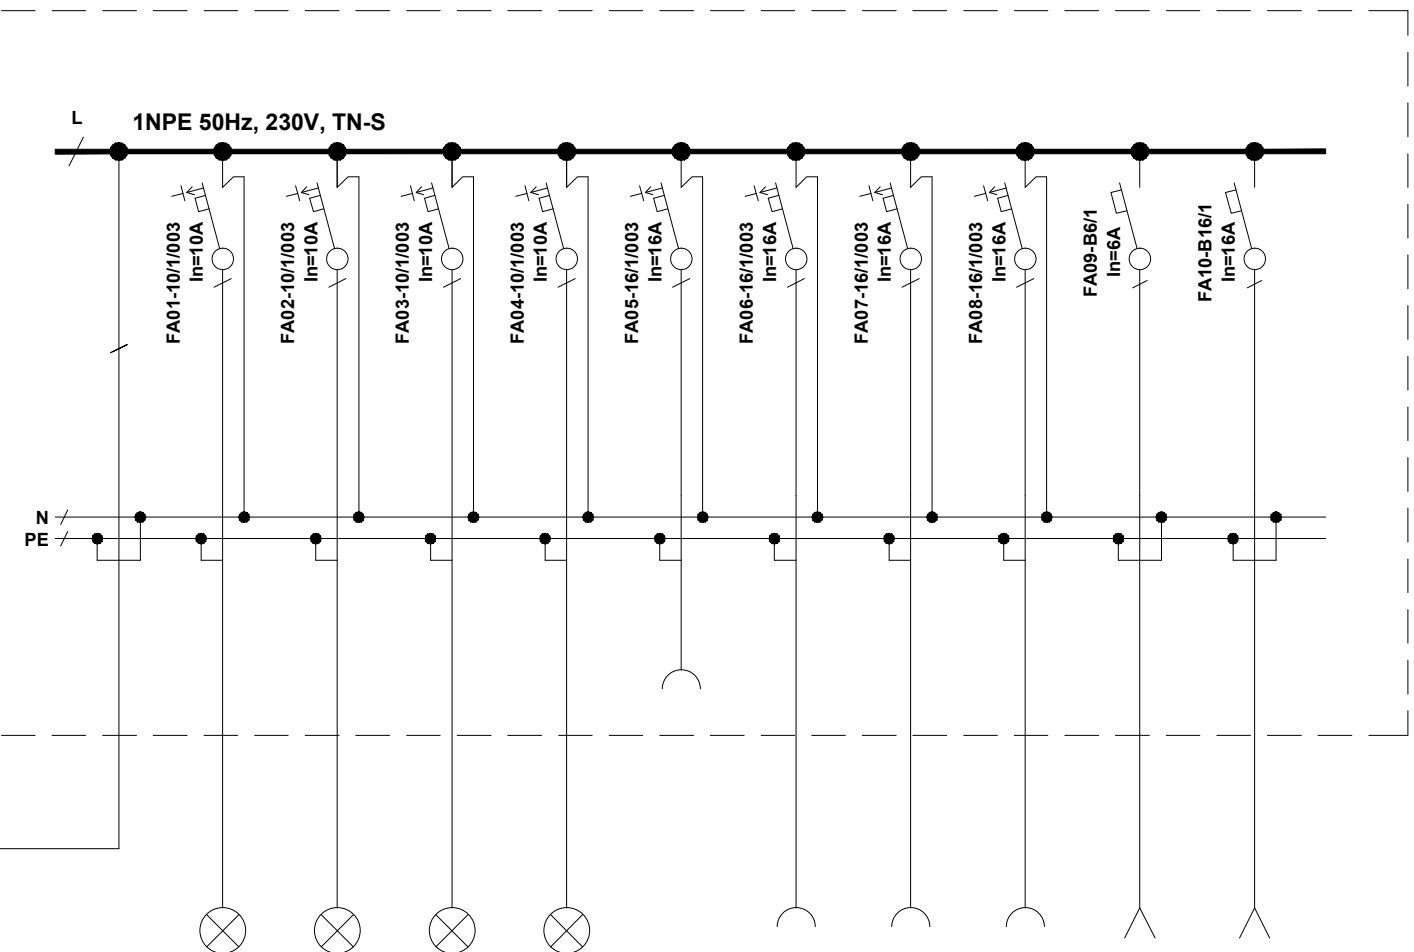 L
1NPE 50Hz, 230V, TN-S
FA01-10/1/003
In=10A
FA02-10/1/003
In=10A
FA03-10/1/003
In=10A
FA04-10/1/003
In=10A
FA05-16/1/003
In=16A
FA06-16/1/003
In=16A
FA07-16/1/003
In=16A
FA08-16/1/003
In=16A
FA09-B6/1
In=6A
FA10-B16/1
In=16A
N
PE